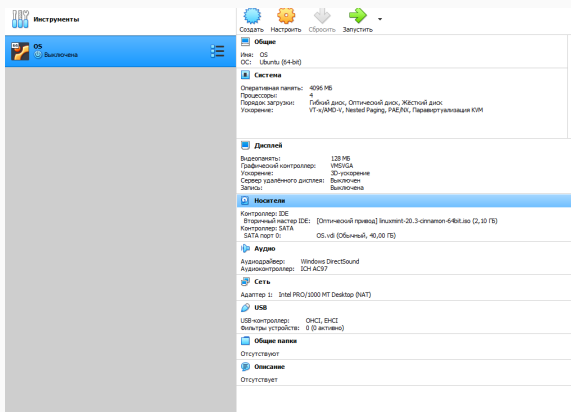 Инструменты
Создать Настроить Сбросить Запустить
OS
Выключена
Общие
Имя: OS
ОС: Ubuntu (64-bit)
Система
Оперативная память: 4096 МБ
Процессоры: 4
Порядок загрузки: Гибкий диск, Оптический диск, Жёсткий диск
Ускорение: VT-x/AMD-V, Nested Paging, PAE/NX, Паравиртуализация KVM
Дисплей
Видеопамять: 128 МБ
Графический контроллер: VMSVGA
Ускорение: 3D-ускорение
Сервер удалённого дисплея: Выключен
Запись: Выключена
Носители
Контроллер: IDE
Вторичный мастер IDE: [Оптический привод] linuxmint-20.3-cinnamon-64bit.iso (2,10 ГБ)
Контроллер: SATA
SATA порт 0: OS.vdi (Обычный, 40,00 ГБ)
Аудио
Аудиодрайвер: Windows DirectSound
Аудиоконтроллер: ICH AC97
Сеть
Адаптер 1: Intel PRO/1000 MT Desktop (NAT)
USB
USB-контроллер: OHCI, EHCI
Фильтры устройств: 0 (0 активно)
Общие папки
Отсутствуют
Описание
Отсутствует